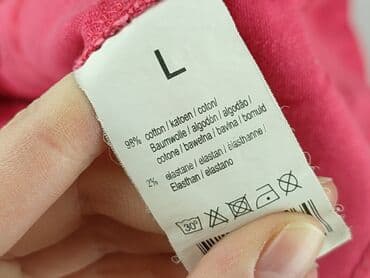 L
98% cotton / katoen / coton/
Baumwolle / algodón / algodão /
cotone / bawełna / bavlna / bomuld
2% elastane / elastan / élasthanne /
Elasthan / elastano
30°